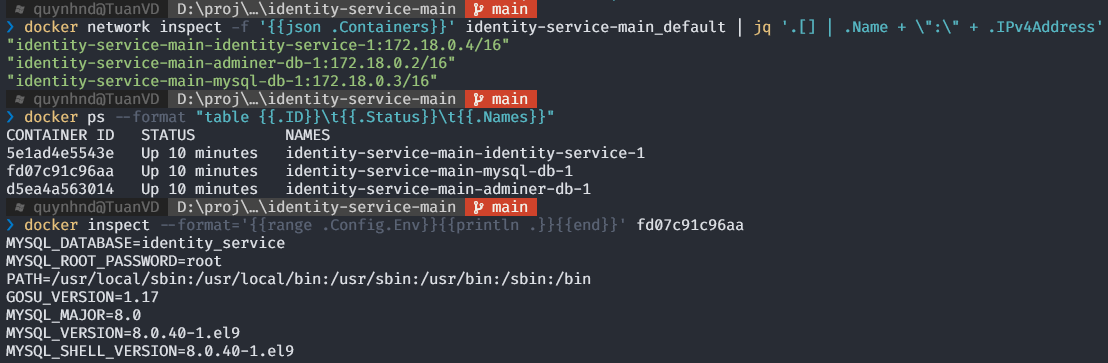 quynhnd@TuanVD D:\proj\…\identity-service-main main
❯ docker network inspect -f '{{json .Containers}}' identity-service-main_default | jq '.[] | .Name + \":\" + .IPv4Address'
"identity-service-main-identity-service-1:172.18.0.4/16"
"identity-service-main-adminer-db-1:172.18.0.2/16"
"identity-service-main-mysql-db-1:172.18.0.3/16"
quynhnd@TuanVD D:\proj\…\identity-service-main main
❯ docker ps --format "table {{.ID}}\t{{.Status}}\t{{.Names}}"
CONTAINER ID   STATUS          NAMES
5e1ad4e5543e   Up 10 minutes   identity-service-main-identity-service-1
fd07c91c96aa   Up 10 minutes   identity-service-main-mysql-db-1
d5ea4a563014   Up 10 minutes   identity-service-main-adminer-db-1
quynhnd@TuanVD D:\proj\…\identity-service-main main
❯ docker inspect --format='{{range .Config.Env}}{{println .}}{{end}}' fd07c91c96aa
MYSQL_DATABASE=identity_service
MYSQL_ROOT_PASSWORD=root
PATH=/usr/local/sbin:/usr/local/bin:/usr/sbin:/usr/bin:/sbin:/bin
GOSU_VERSION=1.17
MYSQL_MAJOR=8.0
MYSQL_VERSION=8.0.40-1.el9
MYSQL_SHELL_VERSION=8.0.40-1.el9